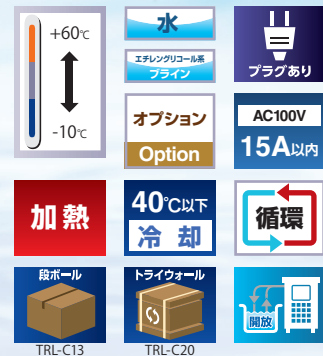 +60℃
-10℃
水
エチレングリコール系
ブライン
プラグあり
オプション
Option
AC100V
15A以内
加熱
40℃以下
冷却
循環
段ボール
TRL-C13
トライウォール
TRL-C20
開放